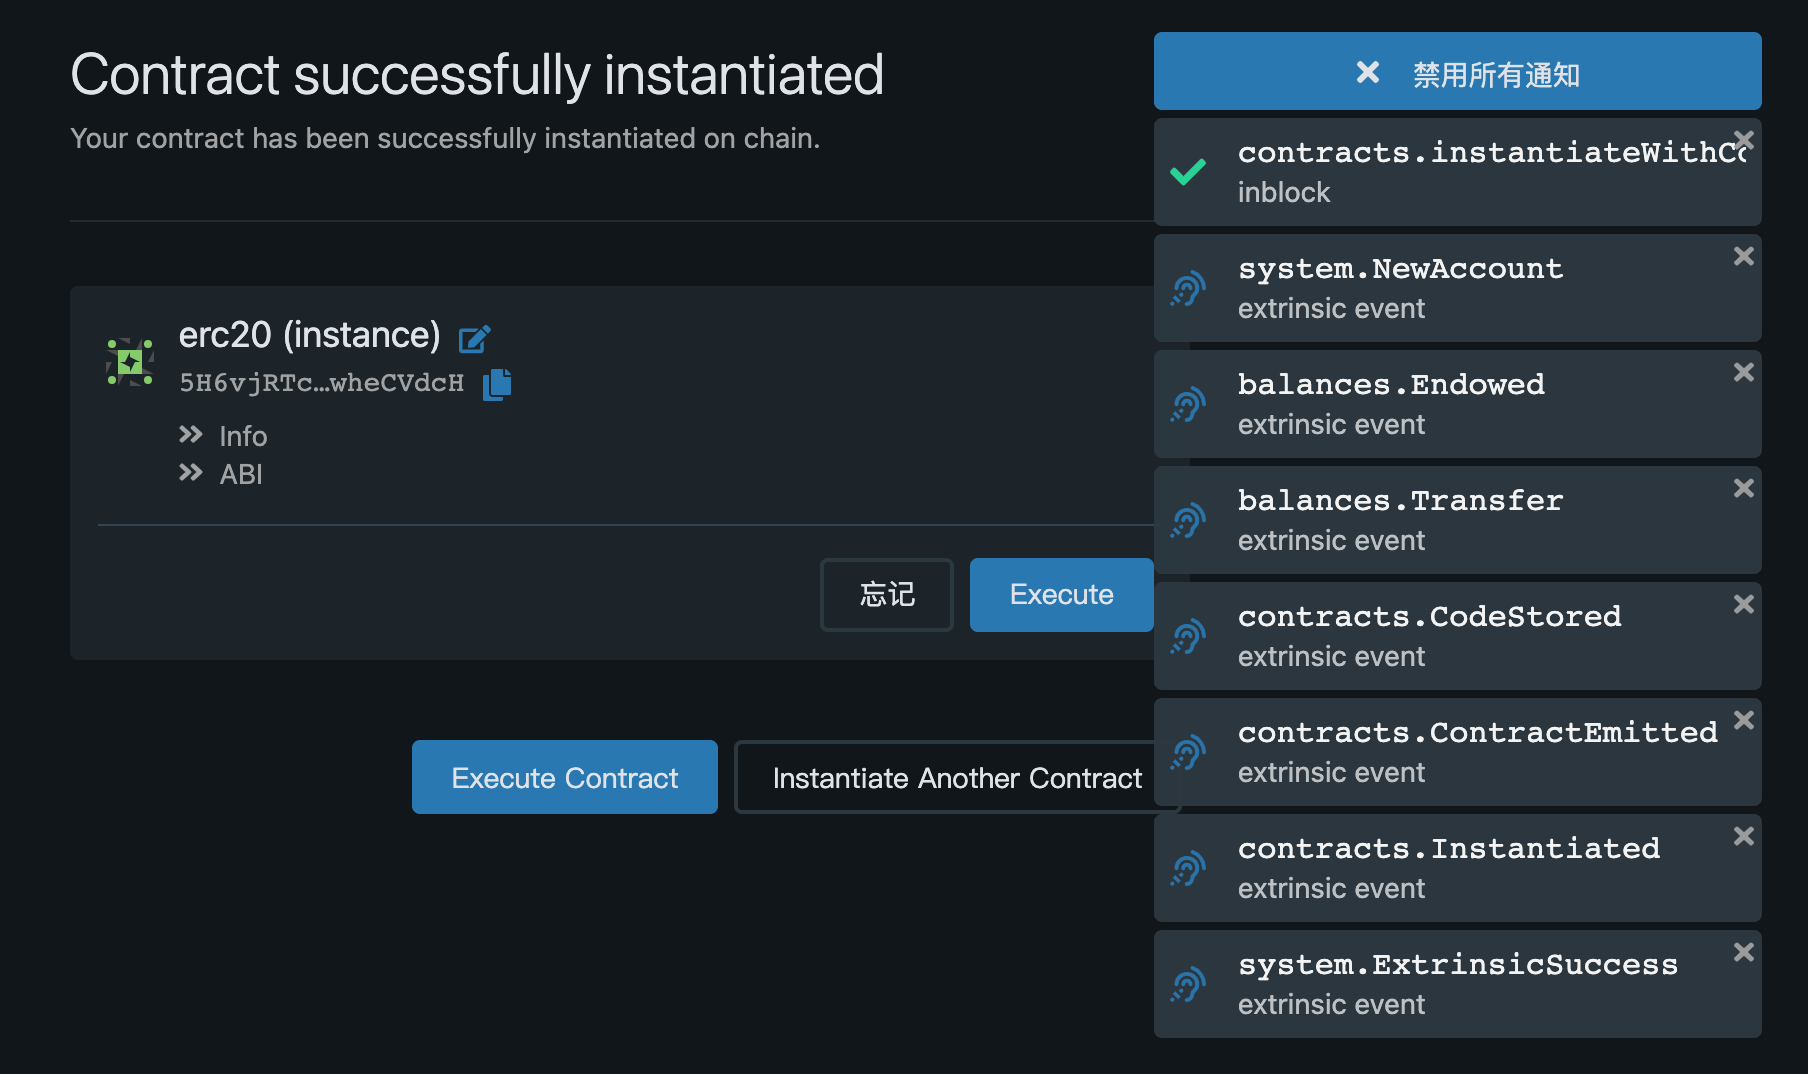 Contract successfully instantiated
Your contract has been successfully instantiated on chain.
erc20 (instance)
5H6vjRTc…wheCVdcH
Info
ABI
忘记
Execute
Execute Contract
Instantiate Another Contract
禁用所有通知
contracts.instantiateWithCo
inblock
system.NewAccount
extrinsic event
balances.Endowed
extrinsic event
balances.Transfer
extrinsic event
contracts.CodeStored
extrinsic event
contracts.ContractEmitted
extrinsic event
contracts.Instantiated
extrinsic event
system.ExtrinsicSuccess
extrinsic event